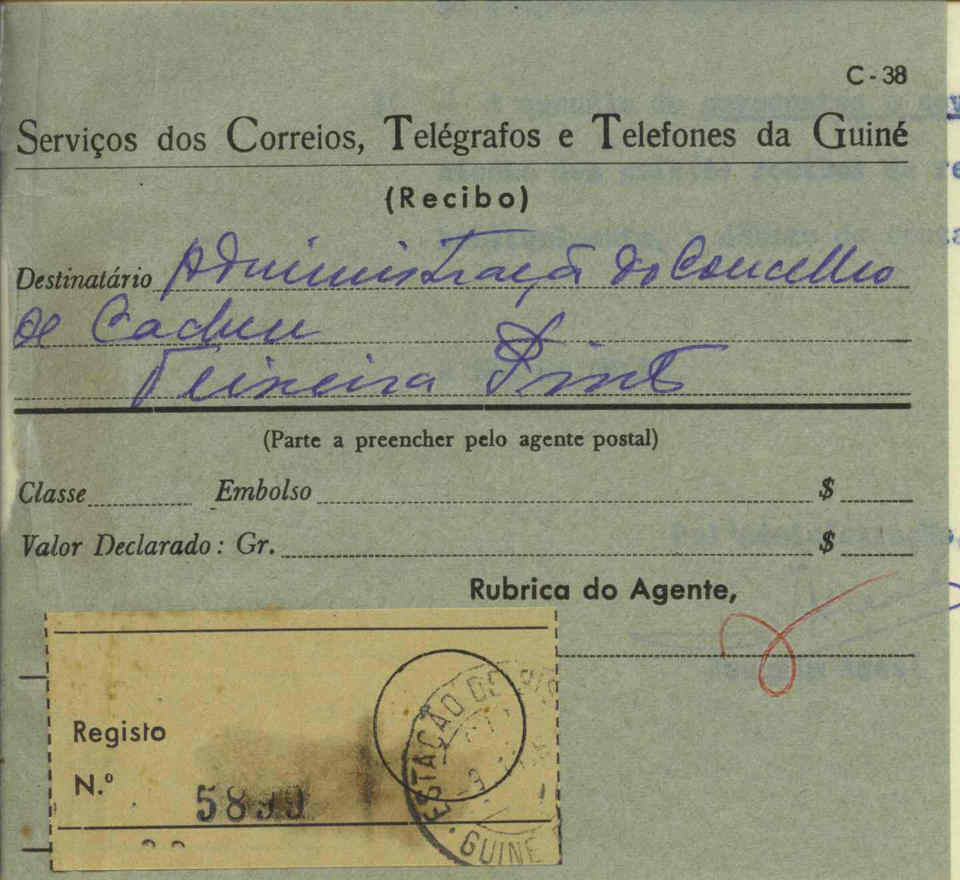 C-38
Serviços dos Correios, Telégrafos e Telefones da Guiné
(Recibo)
Destinatário Administração do Concelho
de Cacheu
Teixeira Pinto
(Parte a preencher pelo agente postal)
Classe Embolso $
Valor Declarado: Gr. $
Rubrica do Agente,
Registo
N.º
ESTAÇÃO DE
GUINÉ